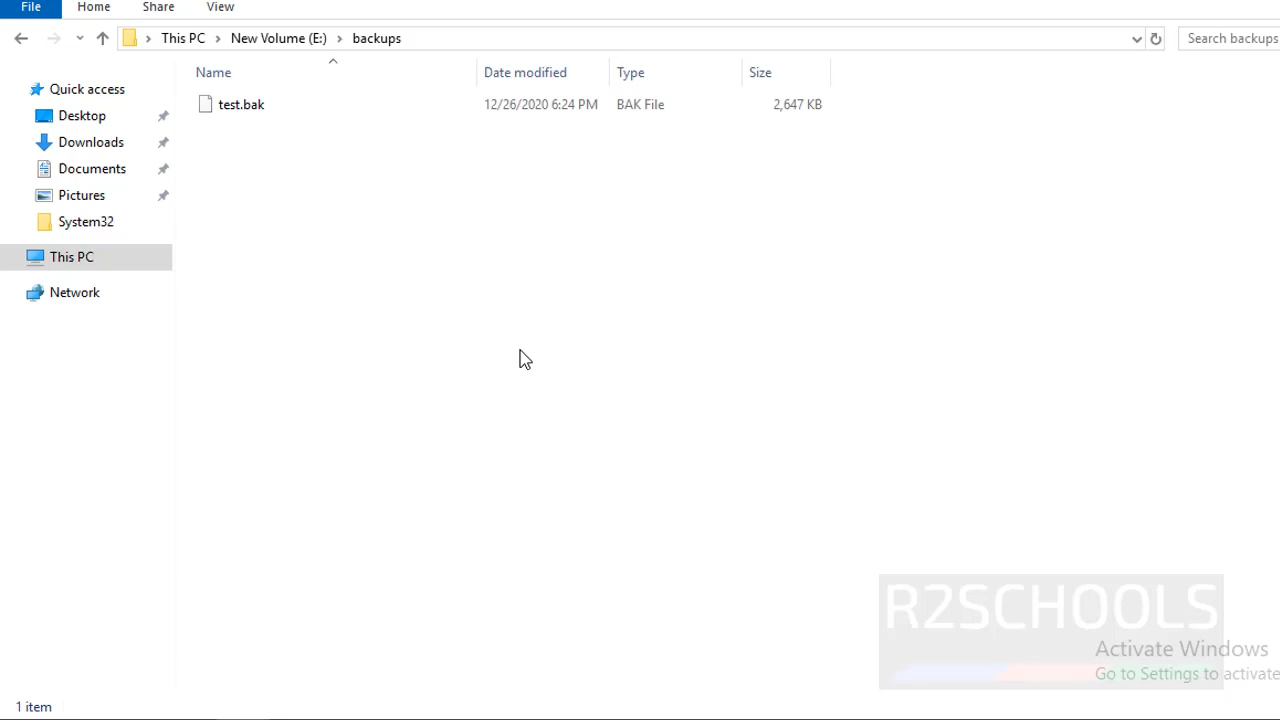 File Home Share View
This PC New Volume (E:) backups Search backups
Name Date modified Type Size
test.bak 12/26/2020 6:24 PM BAK File 2,647 KB
Quick access
Desktop
Downloads
Documents
Pictures
System32
This PC
Network
R2SCHOOLS
Activate Windows
Go to Settings to activate
1 item